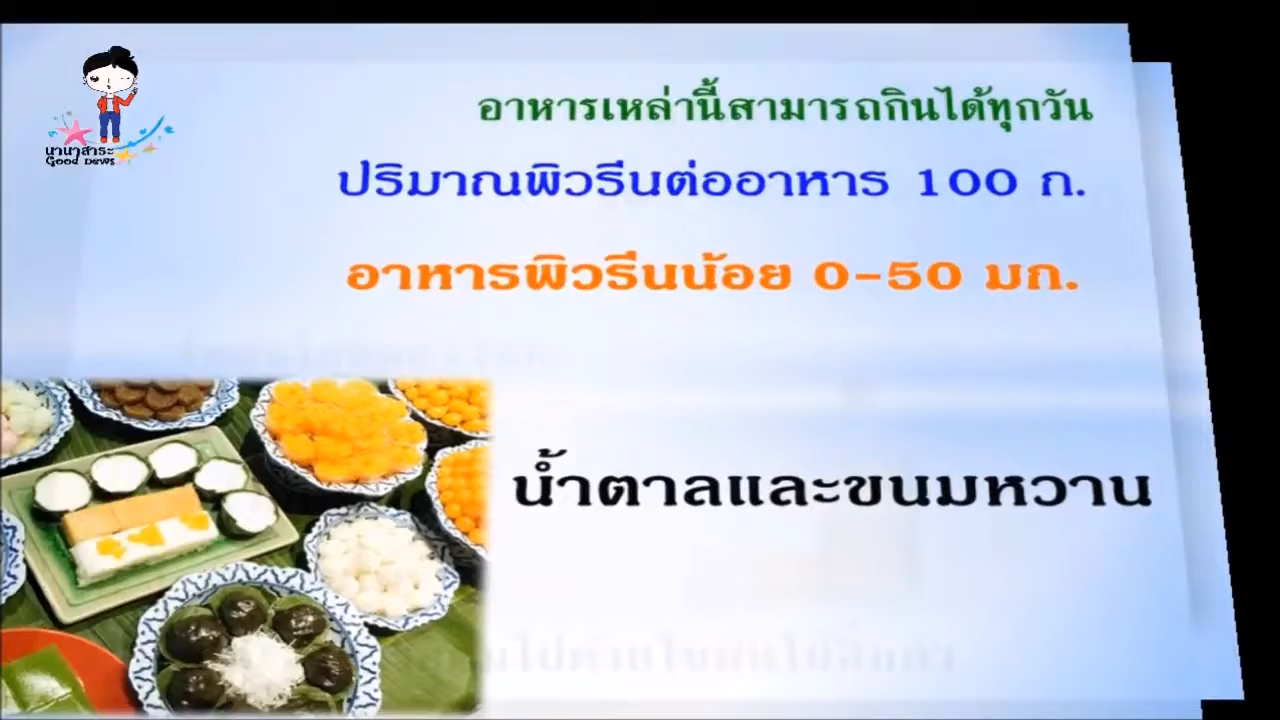 นานาสาระ
Good news
อาหารเหล่านี้สามารถกินได้ทุกวัน
ปริมาณพิวรีนต่ออาหาร 100 ก.
อาหารพิวรีนน้อย 0-50 มก.
น้ำตาลและขนมหวาน